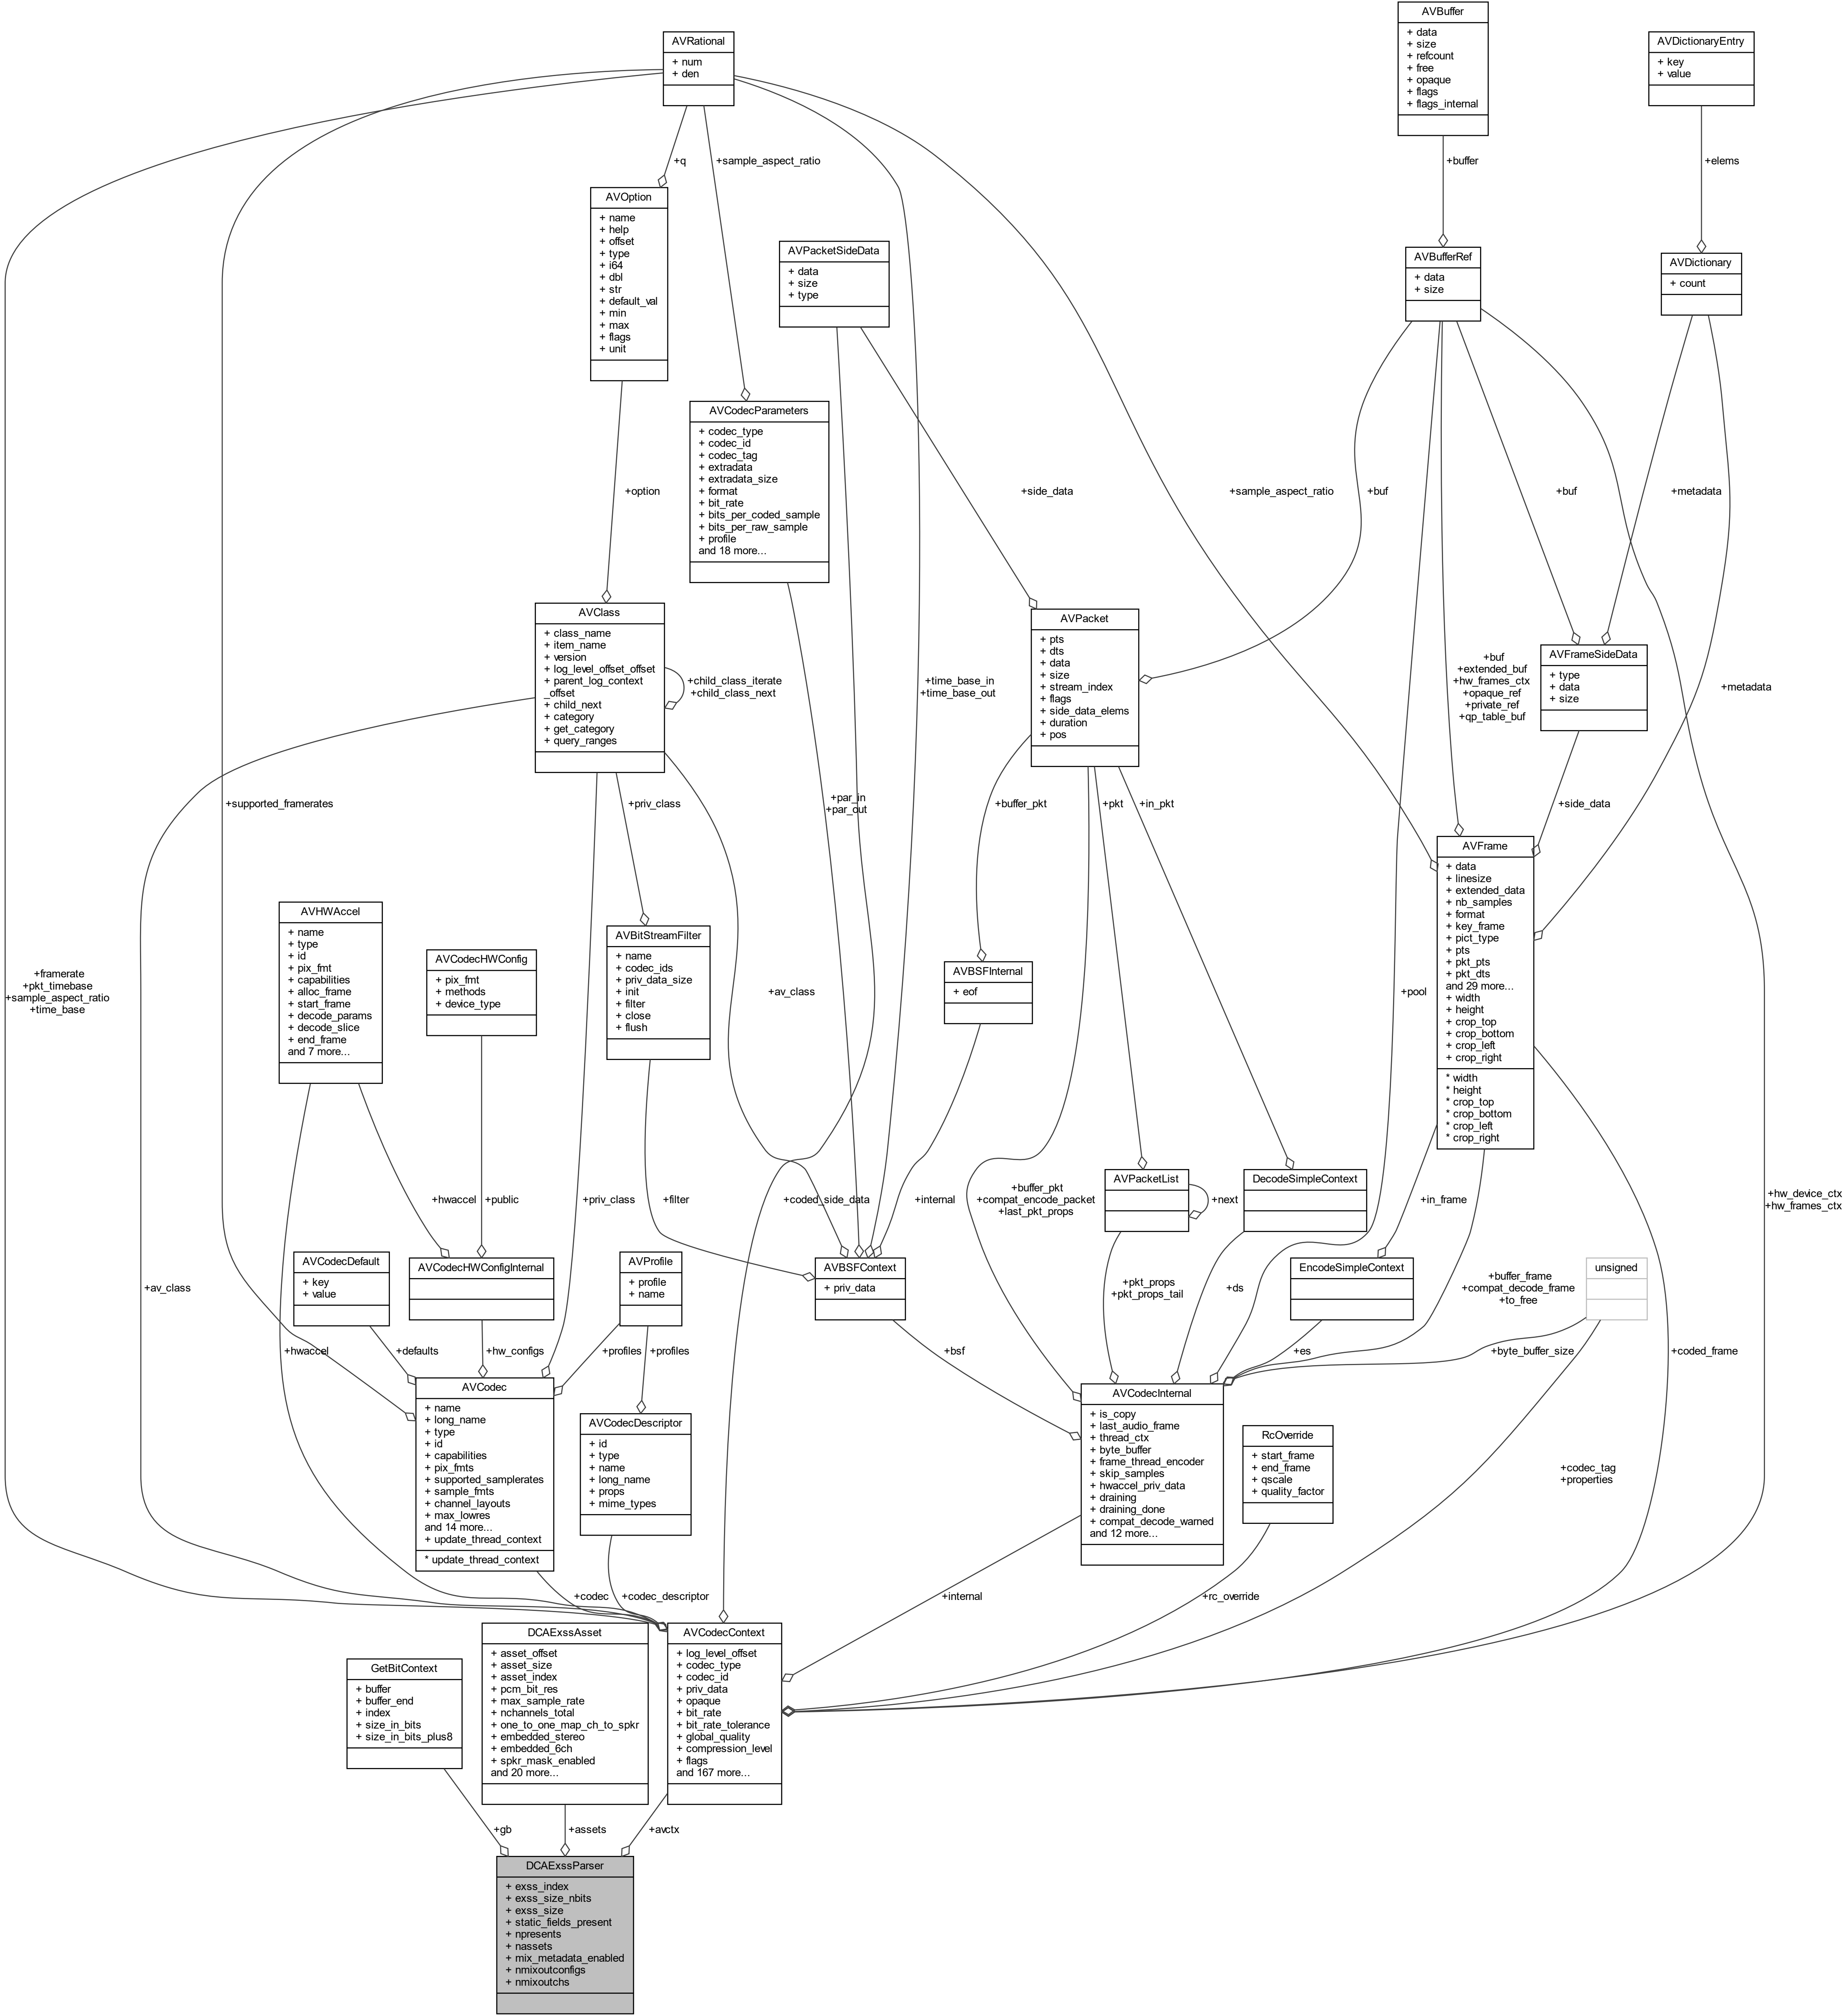 AVBuffer
+ data
+ size
+ refcount
+ free
+ opaque
+ flags
+ flags_internal
AVRational
+ num
+ den
AVDictionaryEntry
+ key
+ value
+q
+sample_aspect_ratio
+buffer
+elems
AVOption
+ name
+ help
+ offset
+ type
+ i64
+ dbl
+ str
+ default_val
+ min
+ max
+ flags
+ unit
AVPacketSideData
+ data
+ size
+ type
AVBufferRef
+ data
+ size
AVDictionary
+ count
AVCodecParameters
+ codec_type
+ codec_id
+ codec_tag
+ extradata
+ extradata_size
+ format
+ bit_rate
+ bits_per_coded_sample
+ bits_per_raw_sample
+ profile
and 18 more...
+option
+side_data
+sample_aspect_ratio
+buf
+buf
+metadata
AVClass
+ class_name
+ item_name
+ version
+ log_level_offset_offset
+ parent_log_context
_offset
+ child_next
+ category
+ get_category
+ query_ranges
+child_class_iterate
+child_class_next
+time_base_in
+time_base_out
AVPacket
+ pts
+ dts
+ data
+ size
+ stream_index
+ flags
+ side_data_elems
+ duration
+ pos
+buf
+extended_buf
+hw_frames_ctx
+opaque_ref
+private_ref
+qp_table_buf
AVFrameSideData
+ type
+ data
+ size
+metadata
+supported_framerates
+priv_class
+par_in
+par_out
+buffer_pkt
+pkt
+in_pkt
+side_data
AVFrame
+ data
+ linesize
+ extended_data
+ nb_samples
+ format
+ key_frame
+ pict_type
+ pts
+ pkt_pts
+ pkt_dts
and 29 more...
+ width
+ height
+ crop_top
+ crop_bottom
+ crop_left
+ crop_right
* width
* height
* crop_top
* crop_bottom
* crop_left
* crop_right
+framerate
+pkt_timebase
+sample_aspect_ratio
+time_base
AVHWAccel
+ name
+ type
+ id
+ pix_fmt
+ capabilities
+ alloc_frame
+ start_frame
+ decode_params
+ decode_slice
+ end_frame
and 7 more...
AVCodecHWConfig
+ pix_fmt
+ methods
+ device_type
AVBitStreamFilter
+ name
+ codec_ids
+ priv_data_size
+ init
+ filter
+ close
+ flush
+av_class
AVBSFInternal
+ eof
+pool
+hwaccel
+public
+priv_class
+filter
+coded_side_data
+internal
+buffer_pkt
+compat_encode_packet
+last_pkt_props
AVPacketList
+next
DecodeSimpleContext
+in_frame
+hw_device_ctx
+hw_frames_ctx
+av_class
AVCodecDefault
+ key
+ value
AVCodecHWConfigInternal
AVProfile
+ profile
+ name
AVBSFContext
+ priv_data
+pkt_props
+pkt_props_tail
+ds
EncodeSimpleContext
+buffer_frame
+compat_decode_frame
+to_free
unsigned
+hwaccel
+defaults
+hw_configs
+profiles
+profiles
+bsf
+es
+byte_buffer_size
+coded_frame
AVCodec
+ name
+ long_name
+ type
+ id
+ capabilities
+ pix_fmts
+ supported_samplerates
+ sample_fmts
+ channel_layouts
+ max_lowres
and 14 more...
+ update_thread_context
* update_thread_context
AVCodecDescriptor
+ id
+ type
+ name
+ long_name
+ props
+ mime_types
AVCodecInternal
+ is_copy
+ last_audio_frame
+ thread_ctx
+ byte_buffer
+ frame_thread_encoder
+ skip_samples
+ hwaccel_priv_data
+ draining
+ draining_done
+ compat_decode_warned
and 12 more...
RcOverride
+ start_frame
+ end_frame
+ qscale
+ quality_factor
+codec_tag
+properties
+codec
+codec_descriptor
+internal
+rc_override
GetBitContext
+ buffer
+ buffer_end
+ index
+ size_in_bits
+ size_in_bits_plus8
DCAExssAsset
+ asset_offset
+ asset_size
+ asset_index
+ pcm_bit_res
+ max_sample_rate
+ nchannels_total
+ one_to_one_map_ch_to_spkr
+ embedded_stereo
+ embedded_6ch
+ spkr_mask_enabled
and 20 more...
AVCodecContext
+ log_level_offset
+ codec_type
+ codec_id
+ priv_data
+ opaque
+ bit_rate
+ bit_rate_tolerance
+ global_quality
+ compression_level
+ flags
and 167 more...
+gb
+assets
+avctx
DCAExssParser
+ exss_index
+ exss_size_nbits
+ exss_size
+ static_fields_present
+ npresents
+ nassets
+ mix_metadata_enabled
+ nmixoutconfigs
+ nmixoutchs